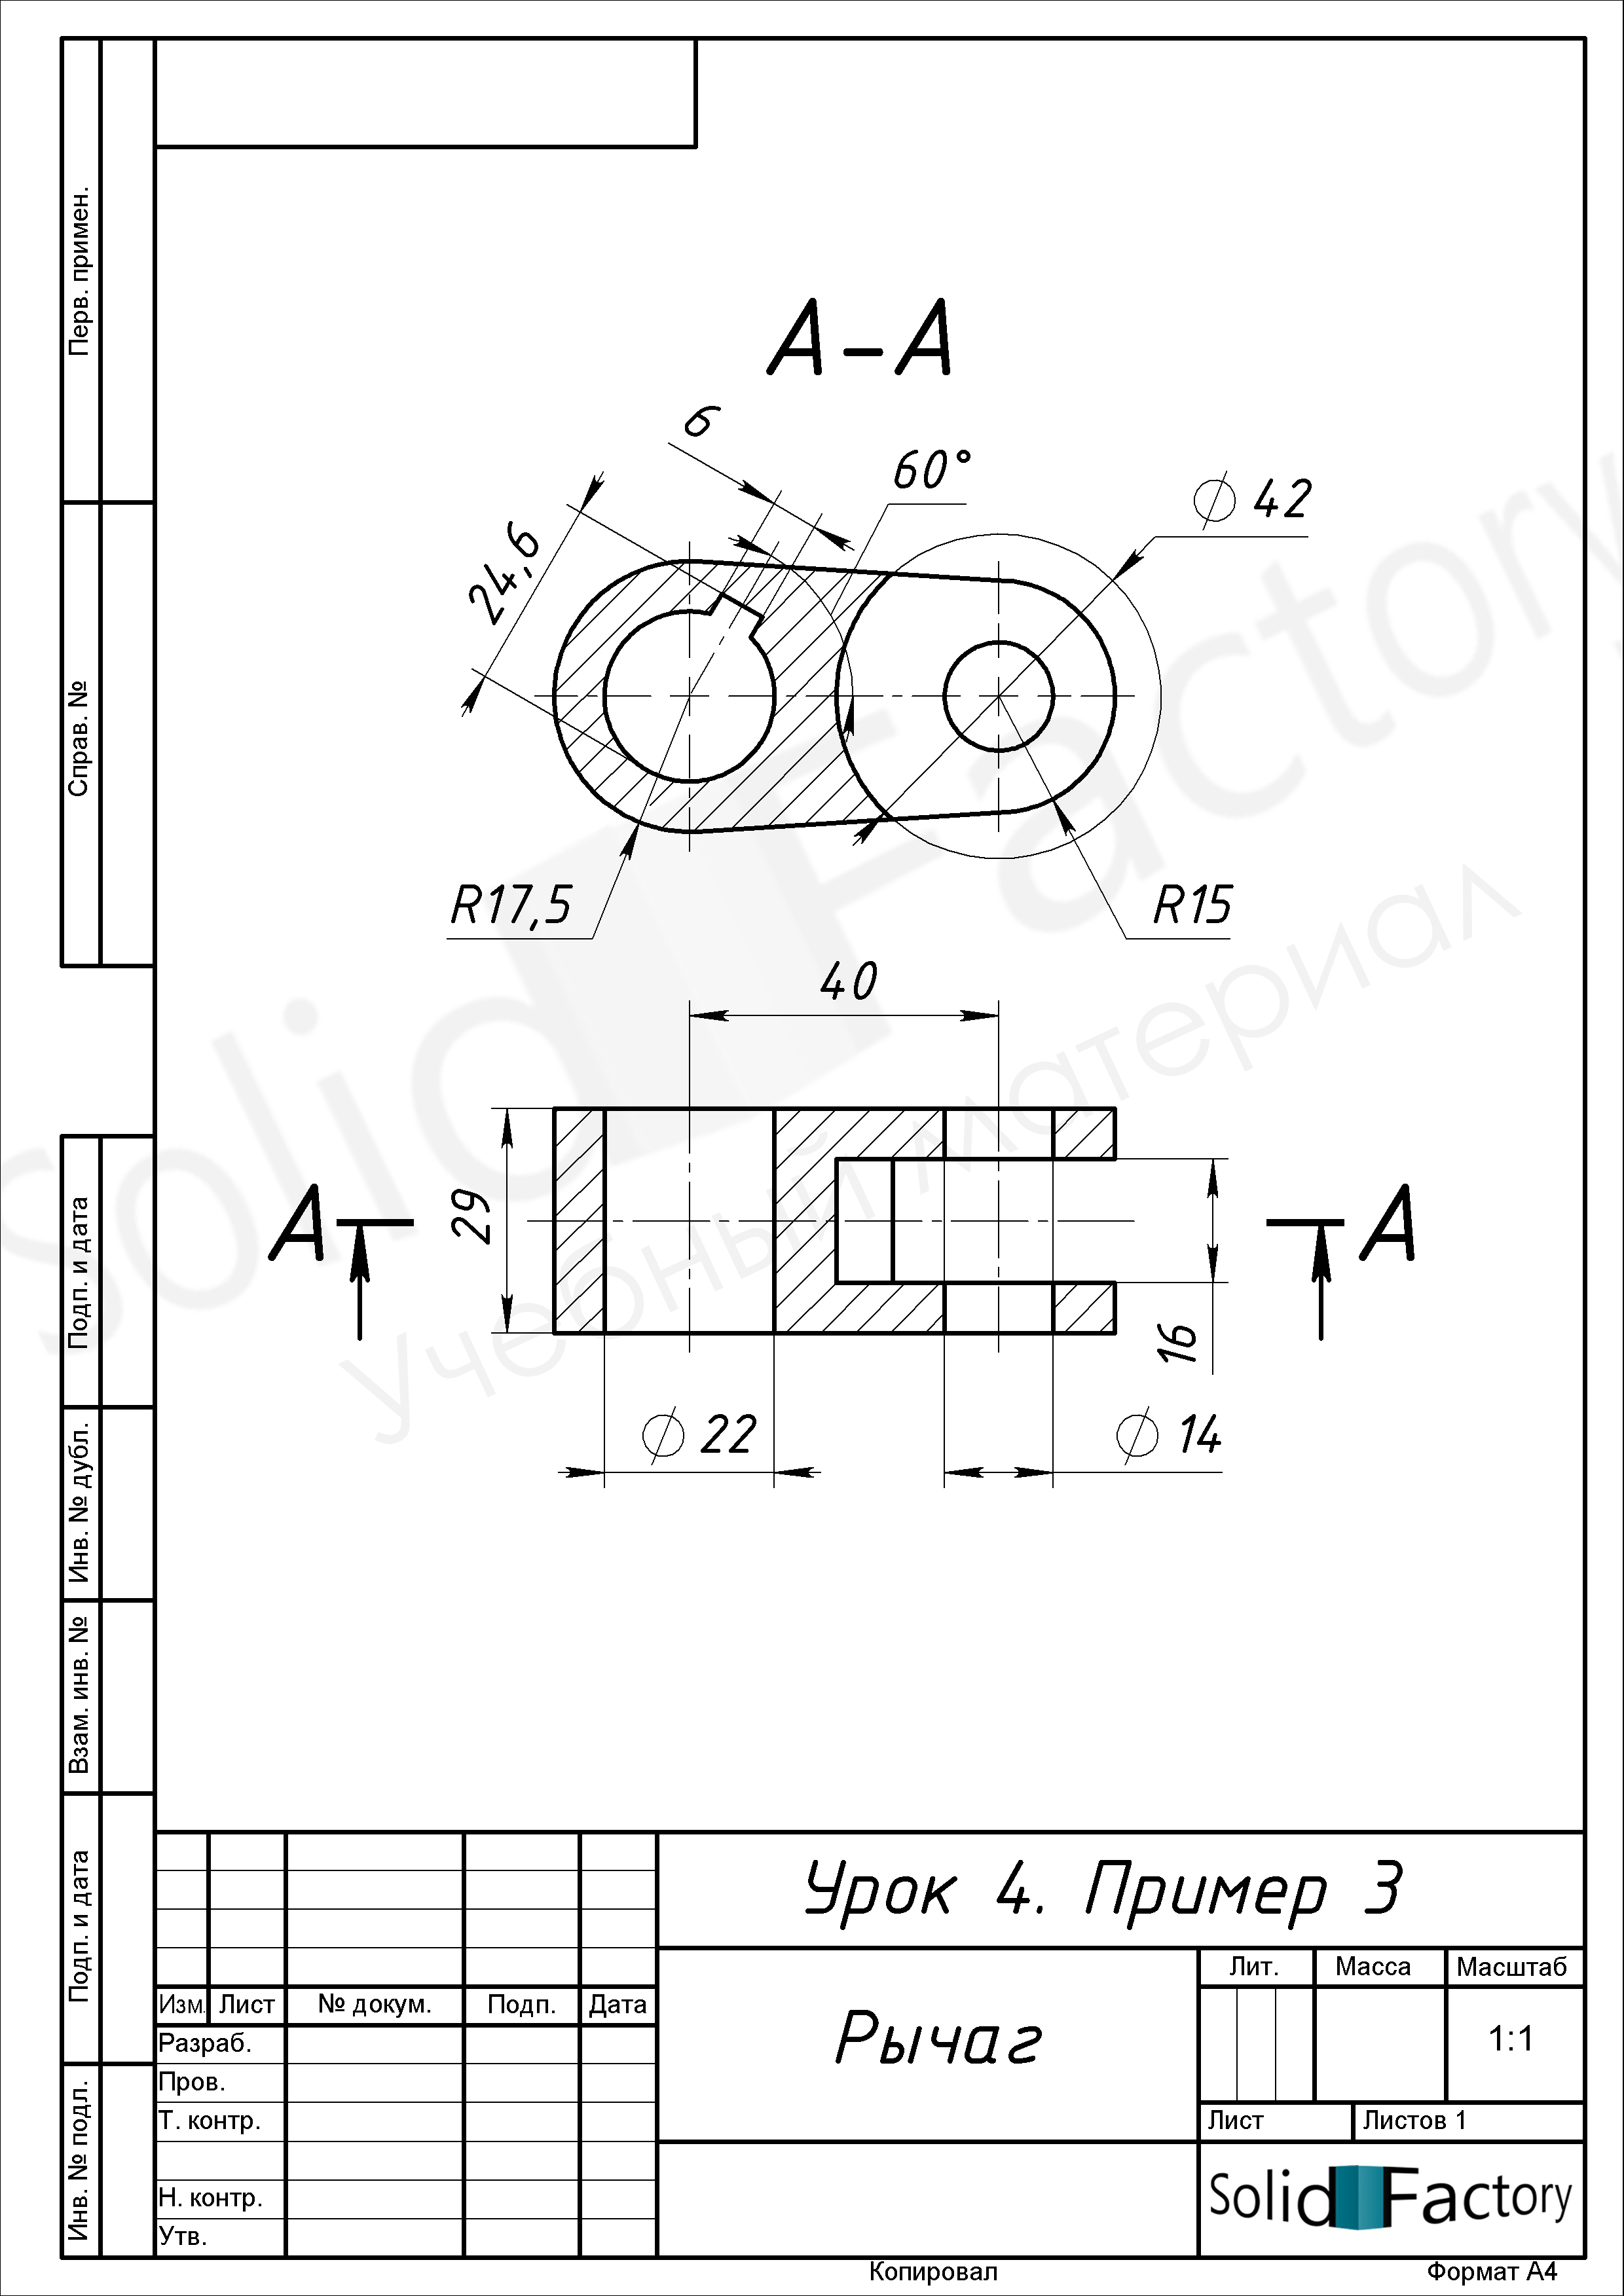 Перв. примен.
Справ. №
Подп. и дата
Инв. № дубл.
Взам. инв. №
Подп. и дата
Инв. № подл.
А-А
6
60°
24,6
⌀ 42
R17,5
R15
40
29
А
А
16
⌀ 22
⌀ 14
Solid Factory
Учебный материал
Урок 4. Пример 3
Рычаг
Изм. Лист № докум. Подп. Дата
Разраб.
Пров.
Т. контр.
Н. контр.
Утв.
Лит. Масса Масштаб
1:1
Лист Листов 1
Solid Factory
Копировал Формат А4